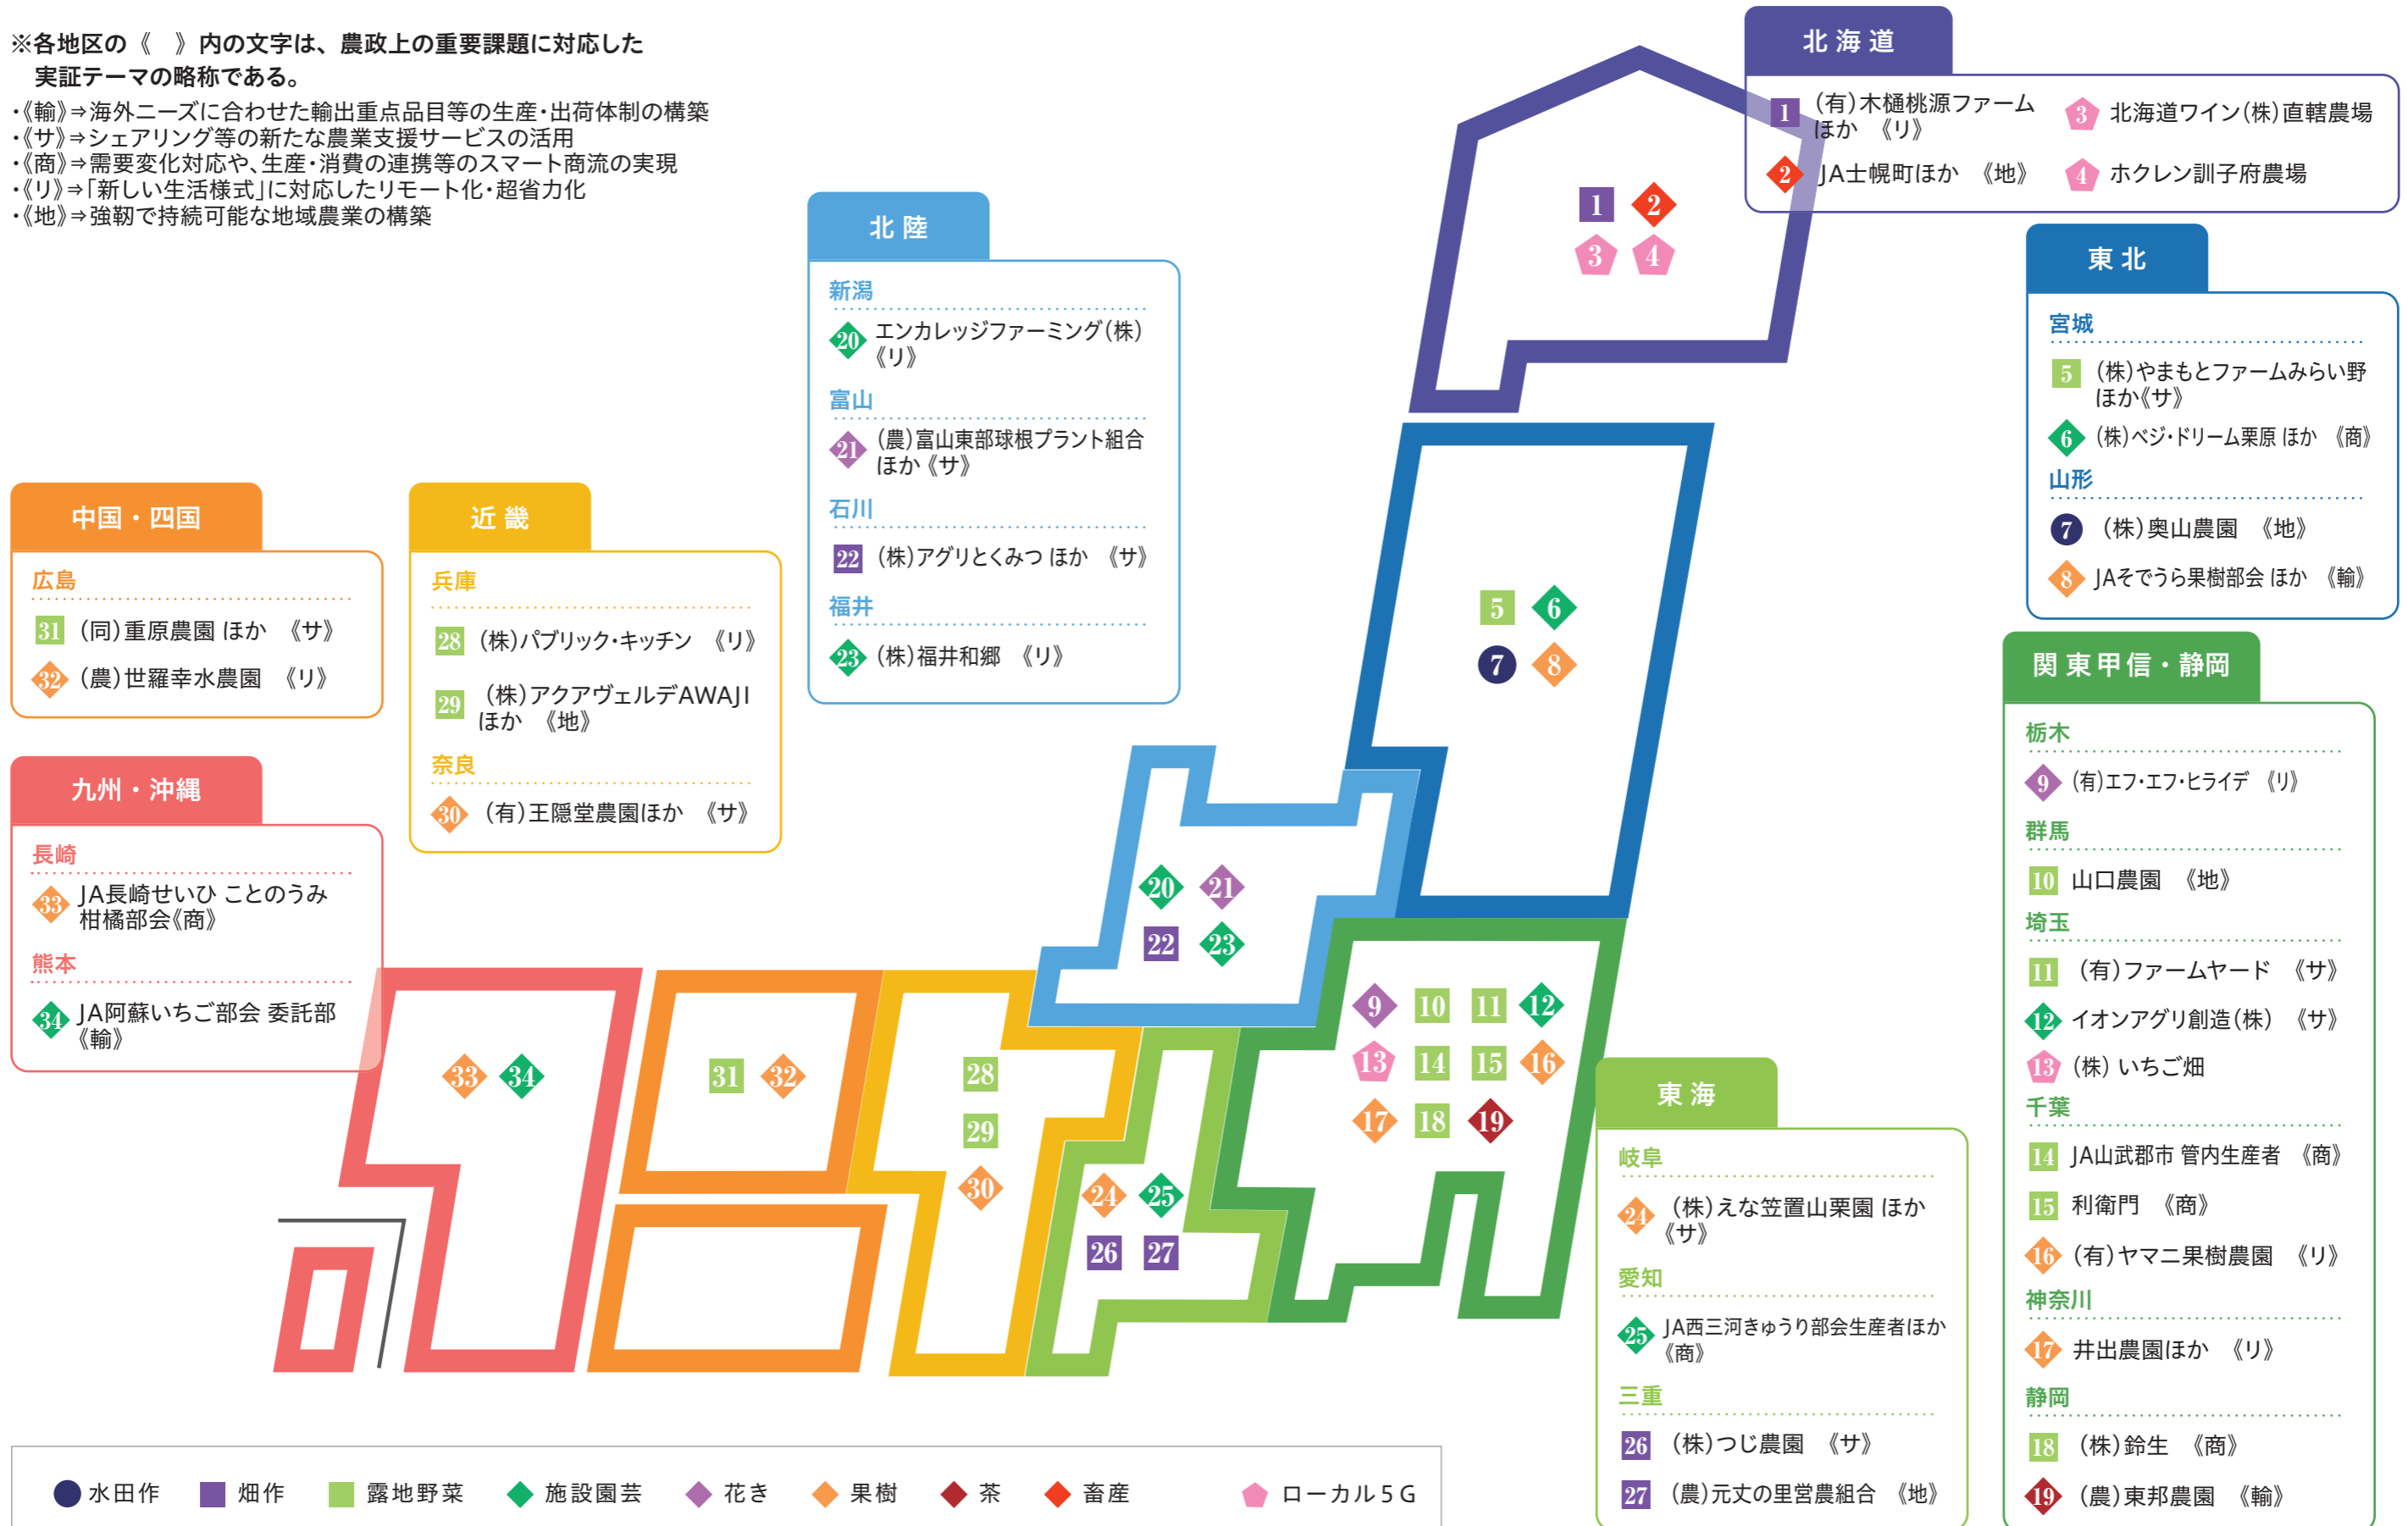 ※各地区の《　》内の文字は、農政上の重要課題に対応した
実証テーマの略称である。
・《輸》⇒海外ニーズに合わせた輸出重点品目等の生産・出荷体制の構築
・《サ》⇒シェアリング等の新たな農業支援サービスの活用
・《商》⇒需要変化対応や、生産・消費の連携等のスマート商流の実現
・《リ》⇒「新しい生活様式」に対応したリモート化・超省力化
・《地》⇒強靭で持続可能な地域農業の構築
北海道
1 (有)木樋桃源ファーム
ほか 《リ》
2 JA士幌町ほか 《地》
3 北海道ワイン(株)直轄農場
4 ホクレン訓子府農場
東北
宮城
5 (株)やまもとファームみらい野
ほか《サ》
6 (株)ベジ・ドリーム栗原 ほか 《商》
山形
7 (株)奥山農園 《地》
8 JAそでうら果樹部会 ほか 《輸》
関東甲信・静岡
栃木
9 (有)エフ・エフ・ヒライデ 《リ》
群馬
10 山口農園 《地》
埼玉
11 (有)ファームヤード 《サ》
12 イオンアグリ創造(株) 《サ》
13 (株) いちご畑
千葉
14 JA山武郡市 管内生産者 《商》
15 利衛門 《商》
16 (有)ヤマニ果樹農園 《リ》
神奈川
17 井出農園ほか 《リ》
静岡
18 (株)鈴生 《商》
19 (農)東邦農園 《輸》
北陸
新潟
20 エンカレッジファーミング(株)
《リ》
富山
21 (農)富山東部球根プラント組合
ほか《サ》
石川
22 (株)アグリとくみつ ほか 《サ》
福井
23 (株)福井和郷 《リ》
東海
岐阜
24 (株)えな笠置山栗園 ほか
《サ》
愛知
25 JA西三河きゅうり部会生産者ほか
《商》
三重
26 (株)つじ農園 《サ》
27 (農)元丈の里営農組合 《地》
近畿
兵庫
28 (株)パブリック・キッチン 《リ》
29 (株)アクアヴェルデAWAJI
ほか 《地》
奈良
30 (有)王隠堂農園ほか 《サ》
中国・四国
広島
31 (同)重原農園 ほか 《サ》
32 (農)世羅幸水農園 《リ》
九州・沖縄
長崎
33 JA長崎せいひ ことのうみ
柑橘部会《商》
熊本
34 JA阿蘇いちご部会 委託部
《輸》
1 2
3 4
5 6
7 8
20 21
22 23
9 10 11 12
13 14 15 16
17 18 19
33 34
31 32
28
29
30
24 25
26 27
水田作 畑作 露地野菜 施設園芸 花き 果樹 茶 畜産 ローカル5G